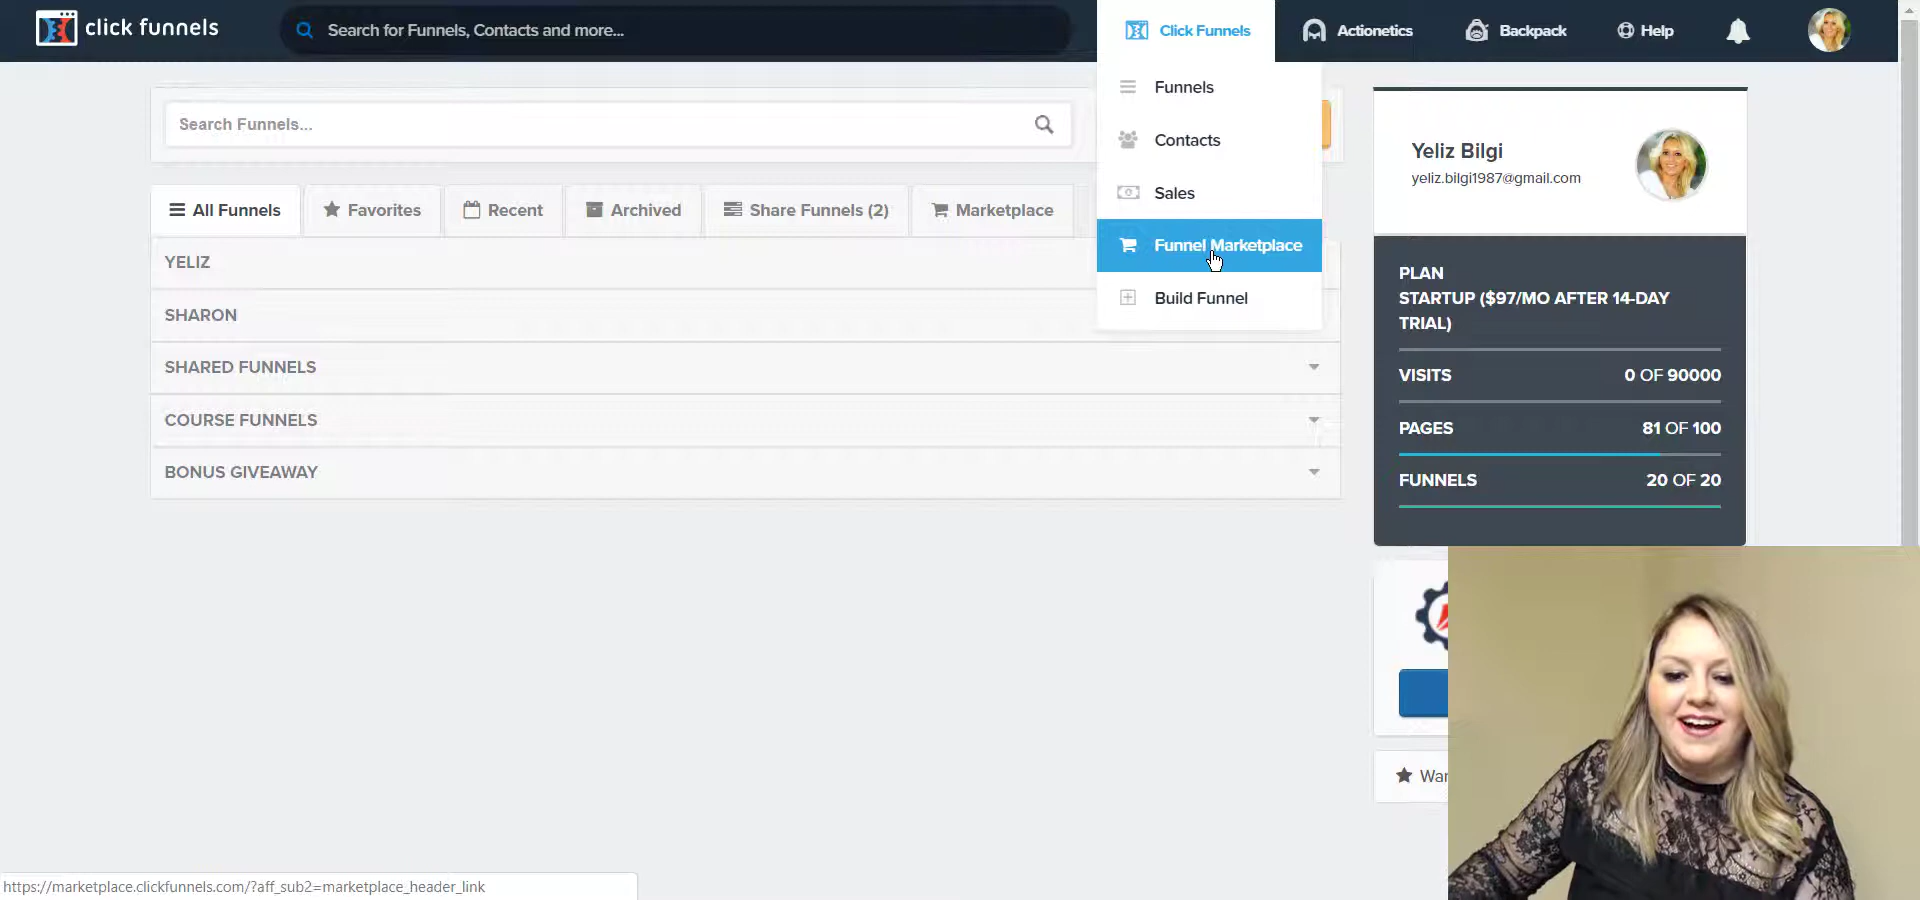 click funnels
Search for Funnels, Contacts and more...
Click Funnels
Actionetics
Backpack
Help
Funnels
Contacts
Sales
Funnel Marketplace
Build Funnel
Search Funnels...
All Funnels
Favorites
Recent
Archived
Share Funnels (2)
Marketplace
YELIZ
SHARON
SHARED FUNNELS
COURSE FUNNELS
BONUS GIVEAWAY
Yeliz Bilgi
yeliz.bilgi1987@gmail.com
PLAN
STARTUP ($97/MO AFTER 14-DAY
TRIAL)
VISITS 0 OF 90000
PAGES 81 OF 100
FUNNELS 20 OF 20
https://marketplace.clickfunnels.com/?aff_sub2=marketplace_header_link